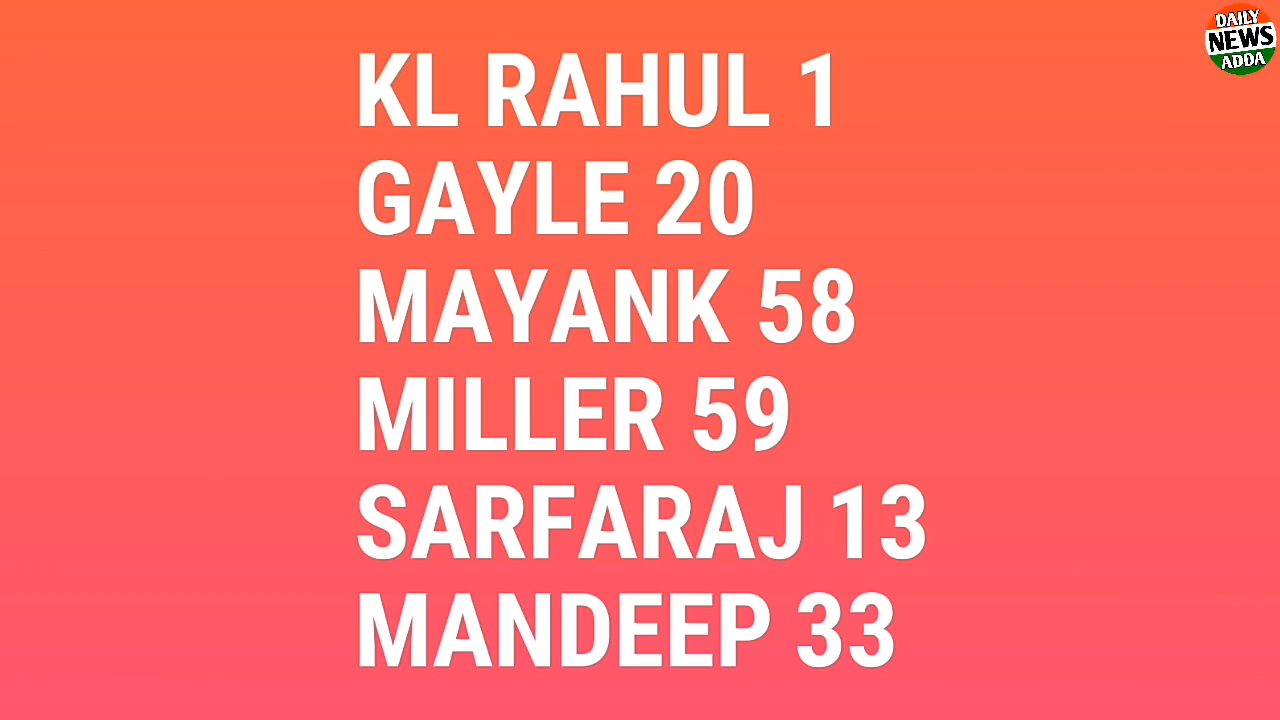 KL RAHUL 1
GAYLE 20
MAYANK 58
MILLER 59
SARFARAJ 13
MANDEEP 33
DAILY
NEWS
ADDA